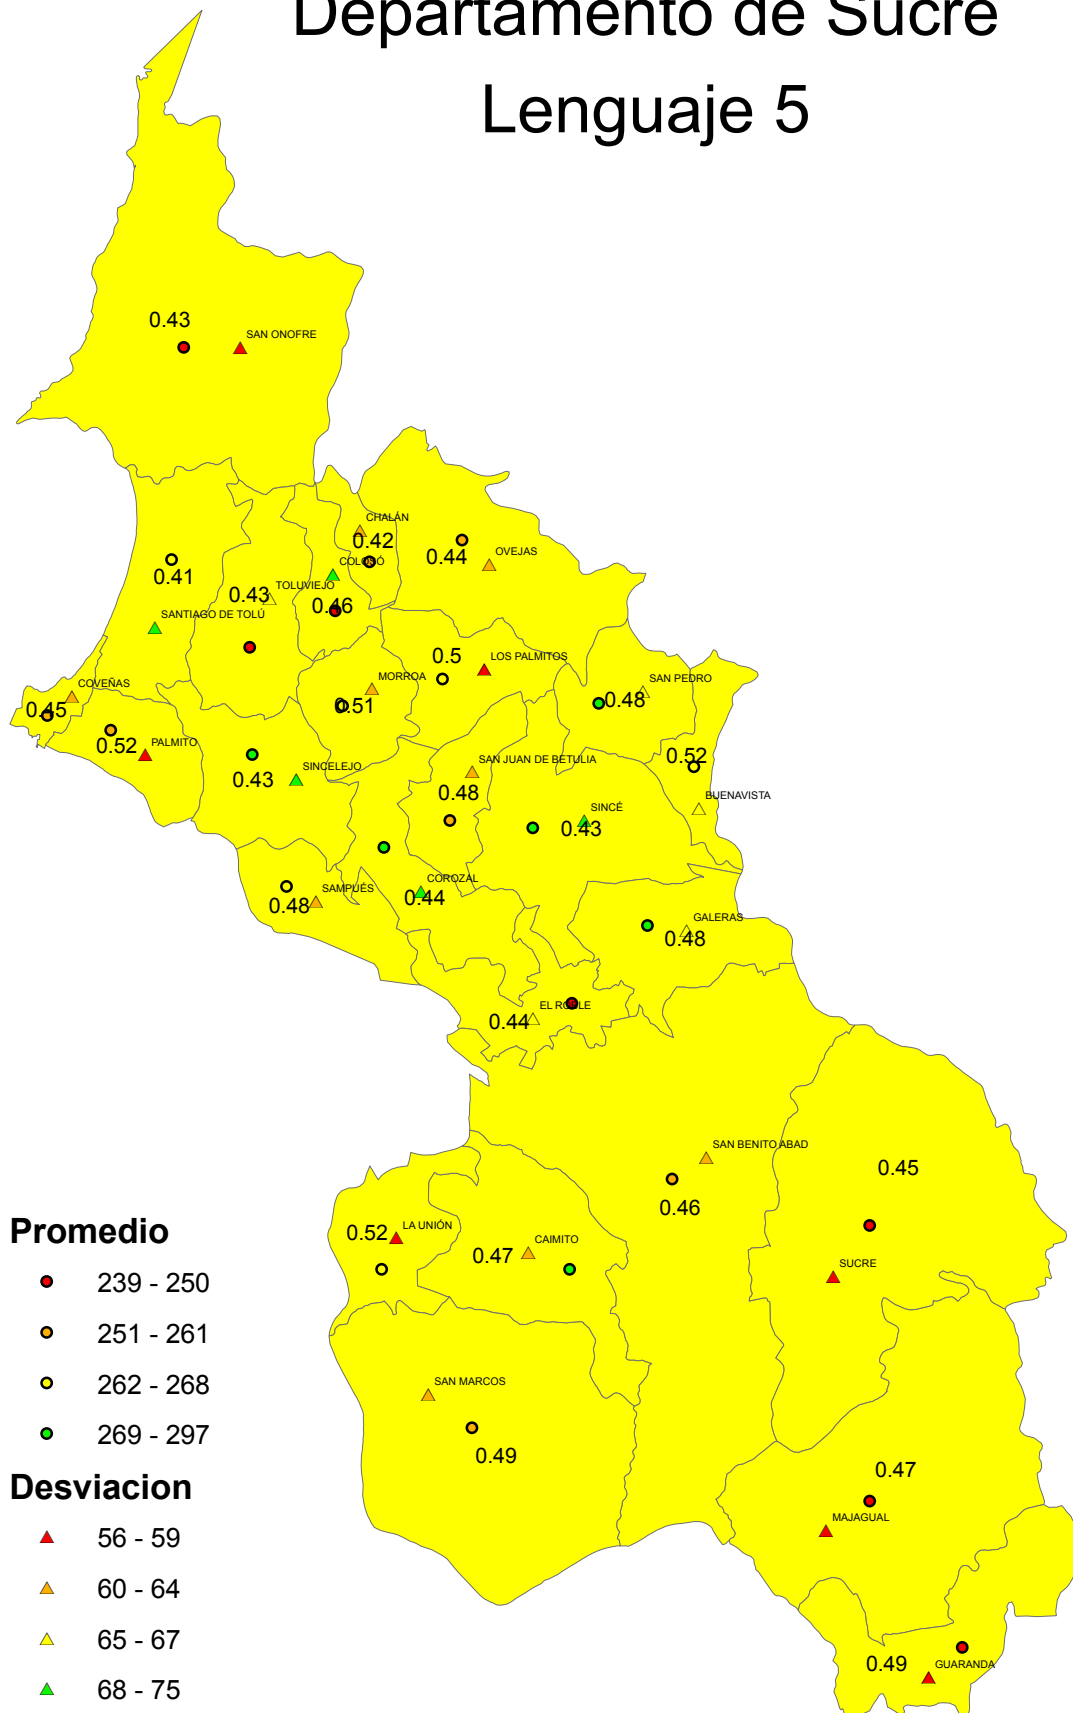 Departamento de Sucre
Lenguaje 5
0.43
SAN ONOFRE
CHALÁN
0.42
0.44
OVEJAS
COLOSÓ
0.41
0.43
TOLUVIEJO
0.46
SANTIAGO DE TOLÚ
0.5
LOS PALMITOS
MORROA
0.51
SAN PEDRO
0.48
COVEÑAS
0.45
0.52
PALMITO
0.43
SINCELEJO
SAN JUAN DE BETULIA
0.48
0.52
BUENAVISTA
SINCÉ
0.43
COROZAL
0.44
SAMPUÉS
0.48
GALERAS
0.48
EL ROBLE
0.44
SAN BENITO ABAD
0.46
0.45
SUCRE
0.52
LA UNIÓN
0.47
CAIMITO
SAN MARCOS
0.49
0.47
MAJAGUAL
0.49
GUARANDA
Promedio
239 - 250
251 - 261
262 - 268
269 - 297
Desviacion
56 - 59
60 - 64
65 - 67
68 - 75